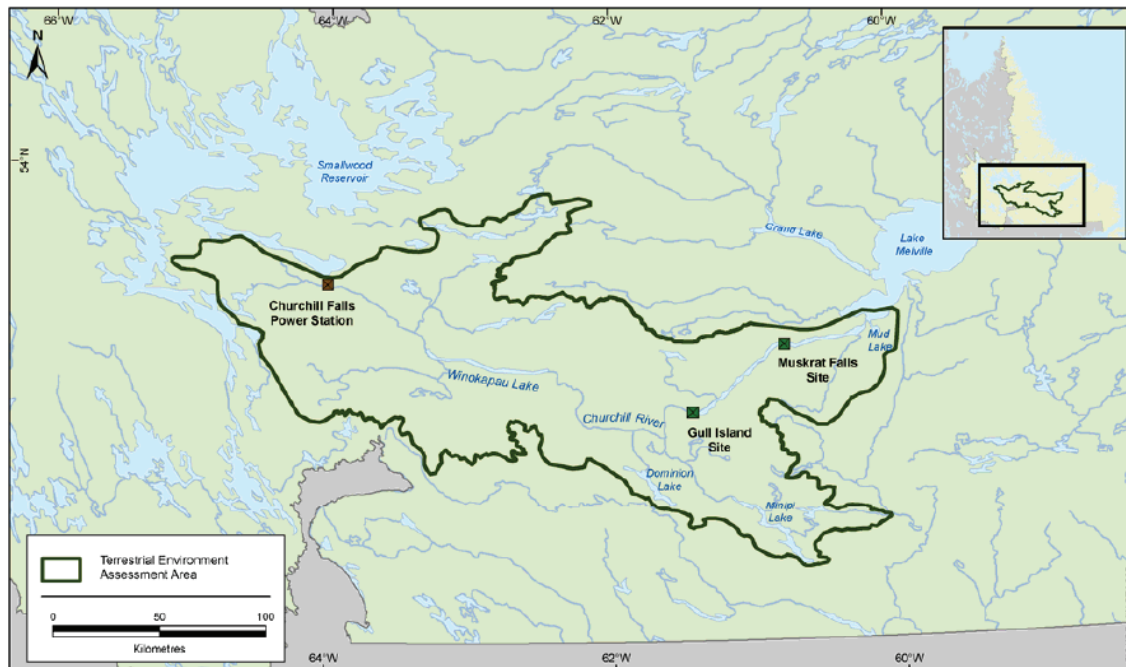 66°W
64°W
62°W
60°W
N
54°N
Smallwood
Reservoir
Grand Lake
Lake
Melville
Churchill Falls
Power Station
Mud
Lake
Muskrat Falls
Site
Winokapau Lake
Churchill River
Gull Island
Site
Dominion
Lake
Minipi
Lake
Terrestrial Environment
Assessment Area
0 50 100
Kilometres
64°W
62°W
60°W